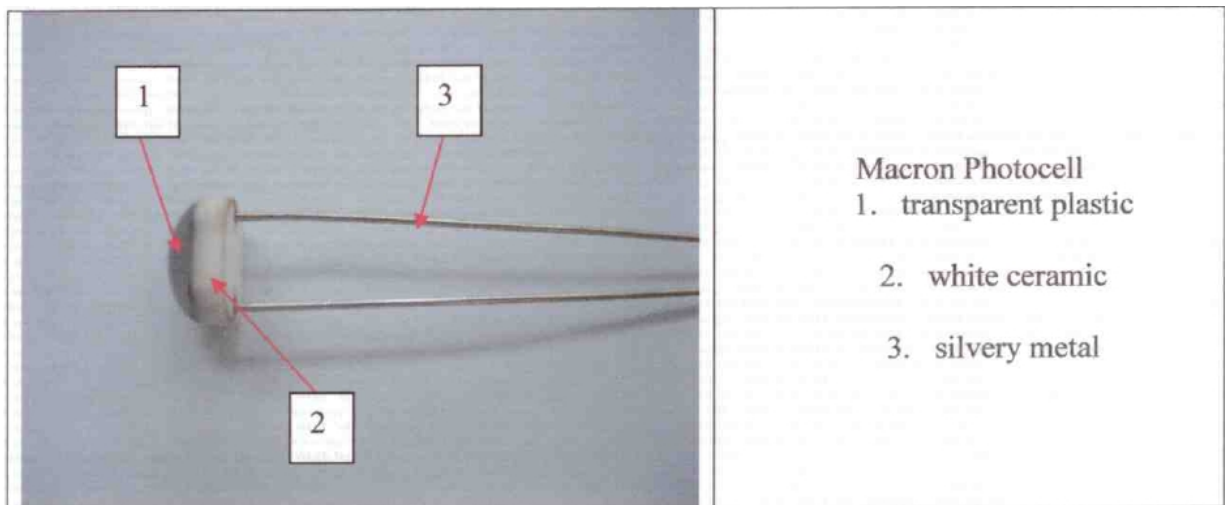 1
3
2
Macron Photocell
1. transparent plastic
2. white ceramic
3. silvery metal